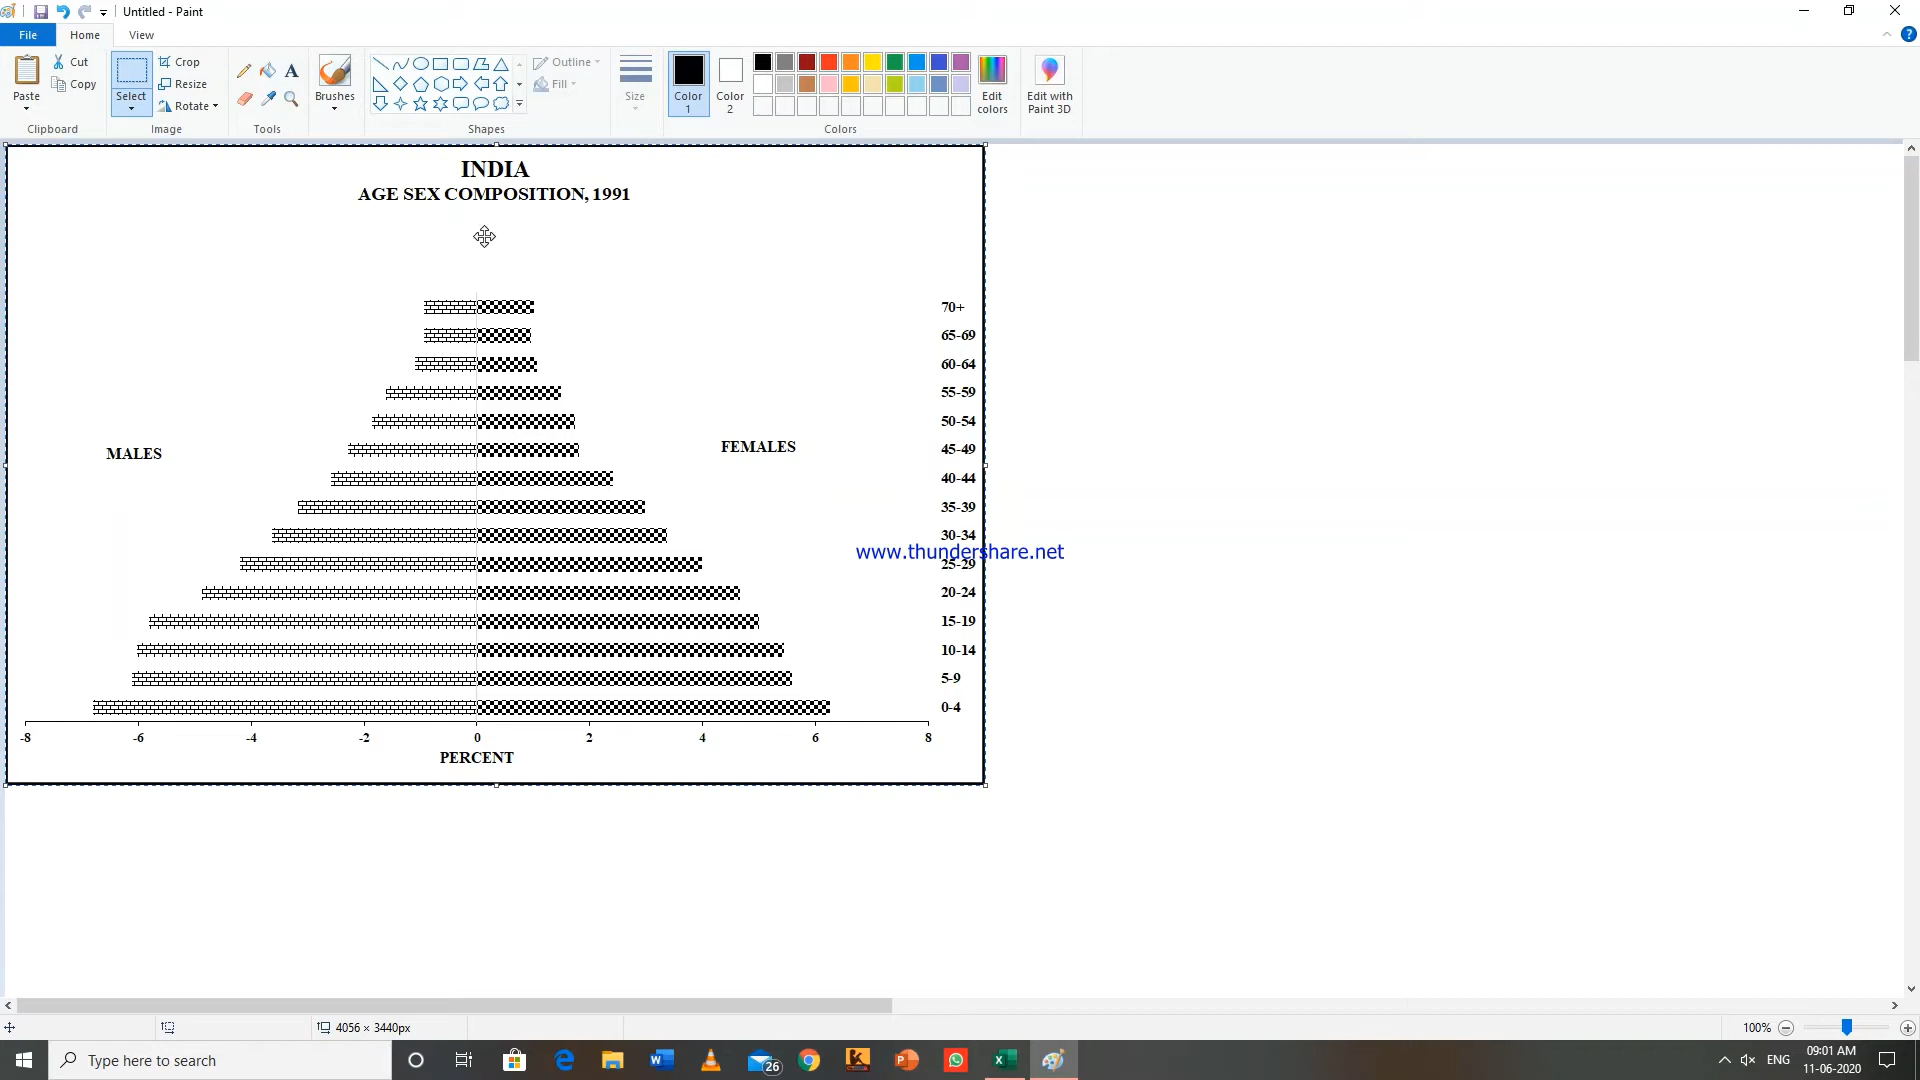 Untitled - Paint
File Home View
Paste Cut Copy Clipboard
Select Crop Resize Rotate Image
Tools
Brushes
Outline Fill Shapes
Size
Color 1 Color 2 Edit colors Colors
Edit with Paint 3D
INDIA
AGE SEX COMPOSITION, 1991
70+
65-69
60-64
55-59
50-54
MALES FEMALES 45-49
40-44
35-39
30-34
www.thundershare.net
25-29
20-24
15-19
10-14
5-9
0-4
-8 -6 -4 -2 0 2 4 6 8
PERCENT
4056 × 3440px 100%
Type here to search 26 ENG 09:01 AM
11-06-2020